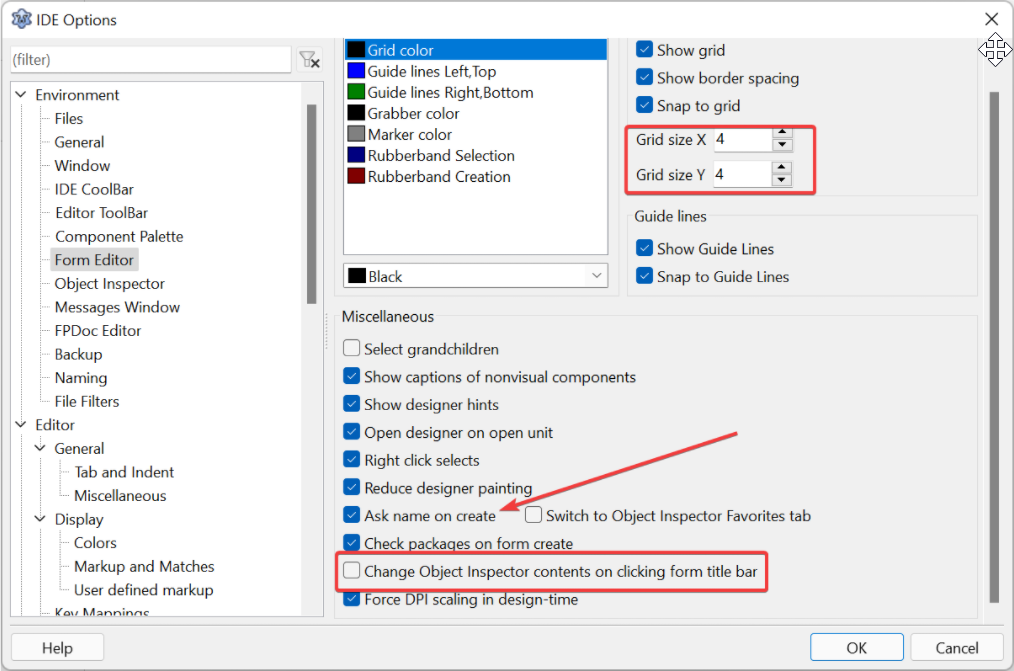 IDE Options
(filter)
Environment
Files
General
Window
IDE CoolBar
Editor ToolBar
Component Palette
Form Editor
Object Inspector
Messages Window
FPDoc Editor
Backup
Naming
File Filters
Editor
General
Tab and Indent
Miscellaneous
Display
Colors
Markup and Matches
User defined markup
Key Mappings
Grid color
Guide lines Left,Top
Guide lines Right,Bottom
Grabber color
Marker color
Rubberband Selection
Rubberband Creation
Black
Show grid
Show border spacing
Snap to grid
Grid size X 4
Grid size Y 4
Guide lines
Show Guide Lines
Snap to Guide Lines
Miscellaneous
Select grandchildren
Show captions of nonvisual components
Show designer hints
Open designer on open unit
Right click selects
Reduce designer painting
Ask name on create Switch to Object Inspector Favorites tab
Check packages on form create
Change Object Inspector contents on clicking form title bar
Force DPI scaling in design-time
Help OK Cancel